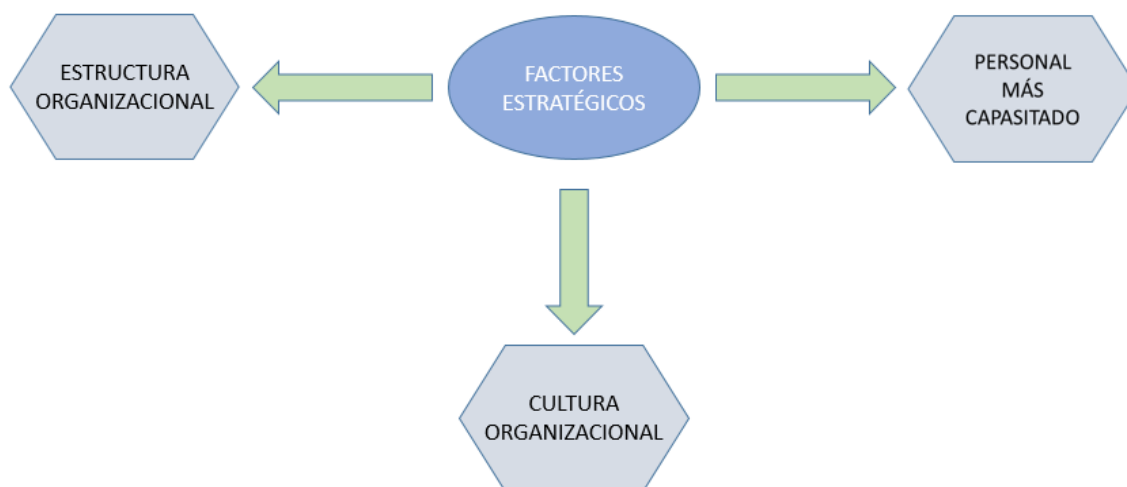 ESTRUCTURA
ORGANIZACIONAL
FACTORES
ESTRATÉGICOS
PERSONAL
MÁS
CAPASITADO
CULTURA
ORGANIZACIONAL